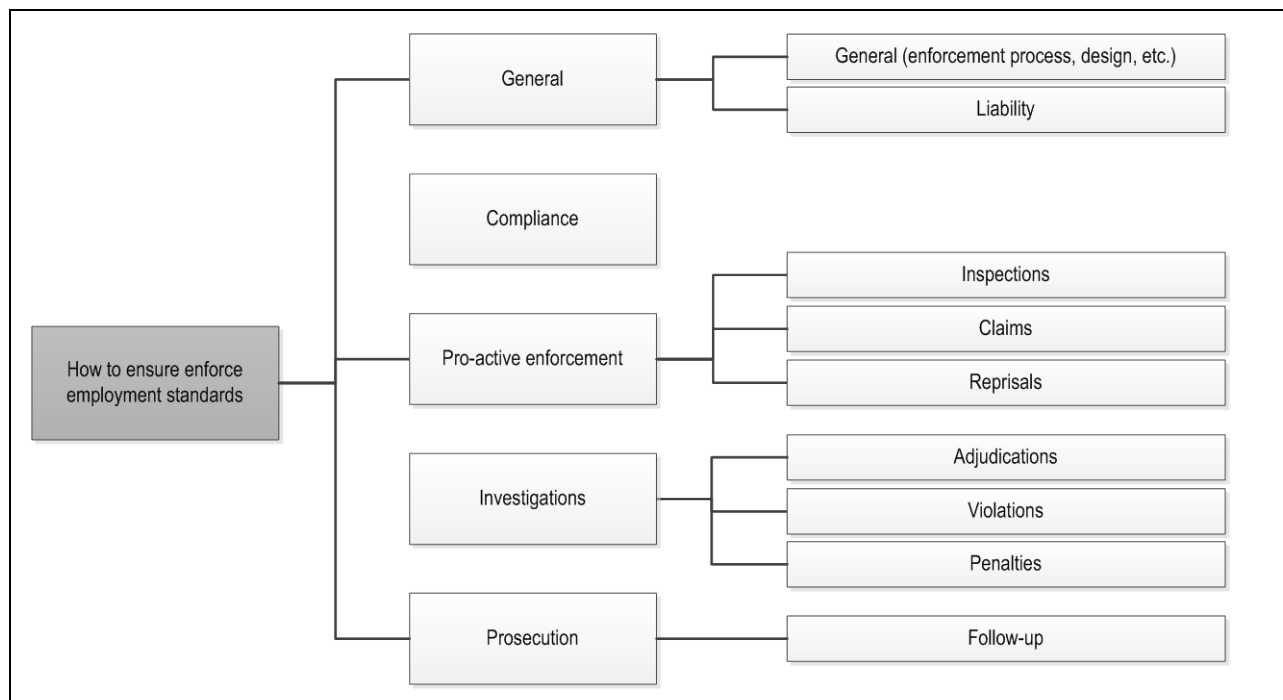 How to ensure enforce
employment standards
General
General (enforcement process, design, etc.)
Liability
Compliance
Pro-active enforcement
Inspections
Claims
Reprisals
Investigations
Adjudications
Violations
Penalties
Prosecution
Follow-up